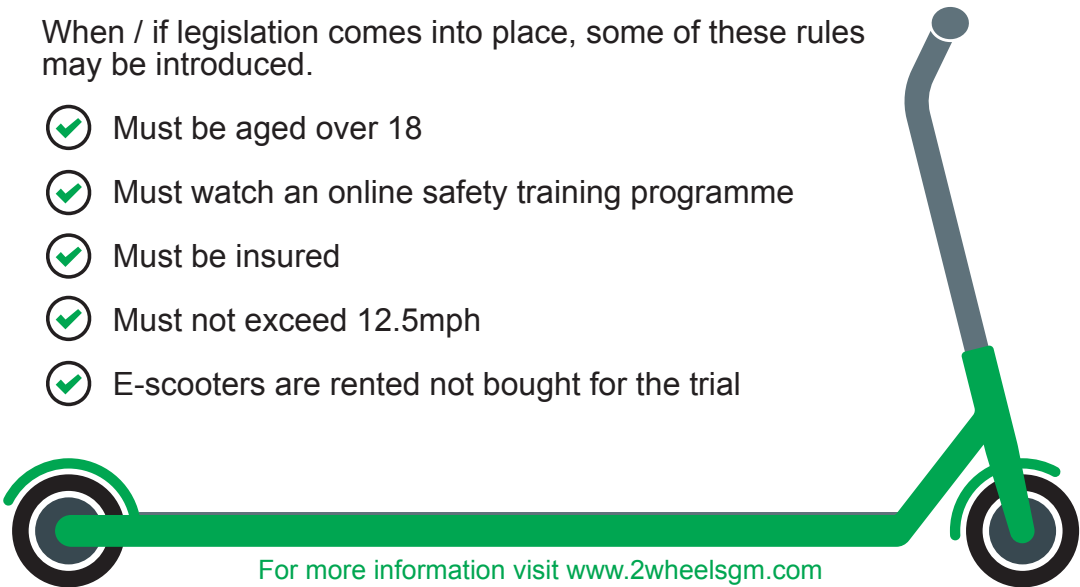 When / if legislation comes into place, some of these rules
may be introduced.
Must be aged over 18
Must watch an online safety training programme
Must be insured
Must not exceed 12.5mph
E-scooters are rented not bought for the trial
For more information visit www.2wheelsgm.com